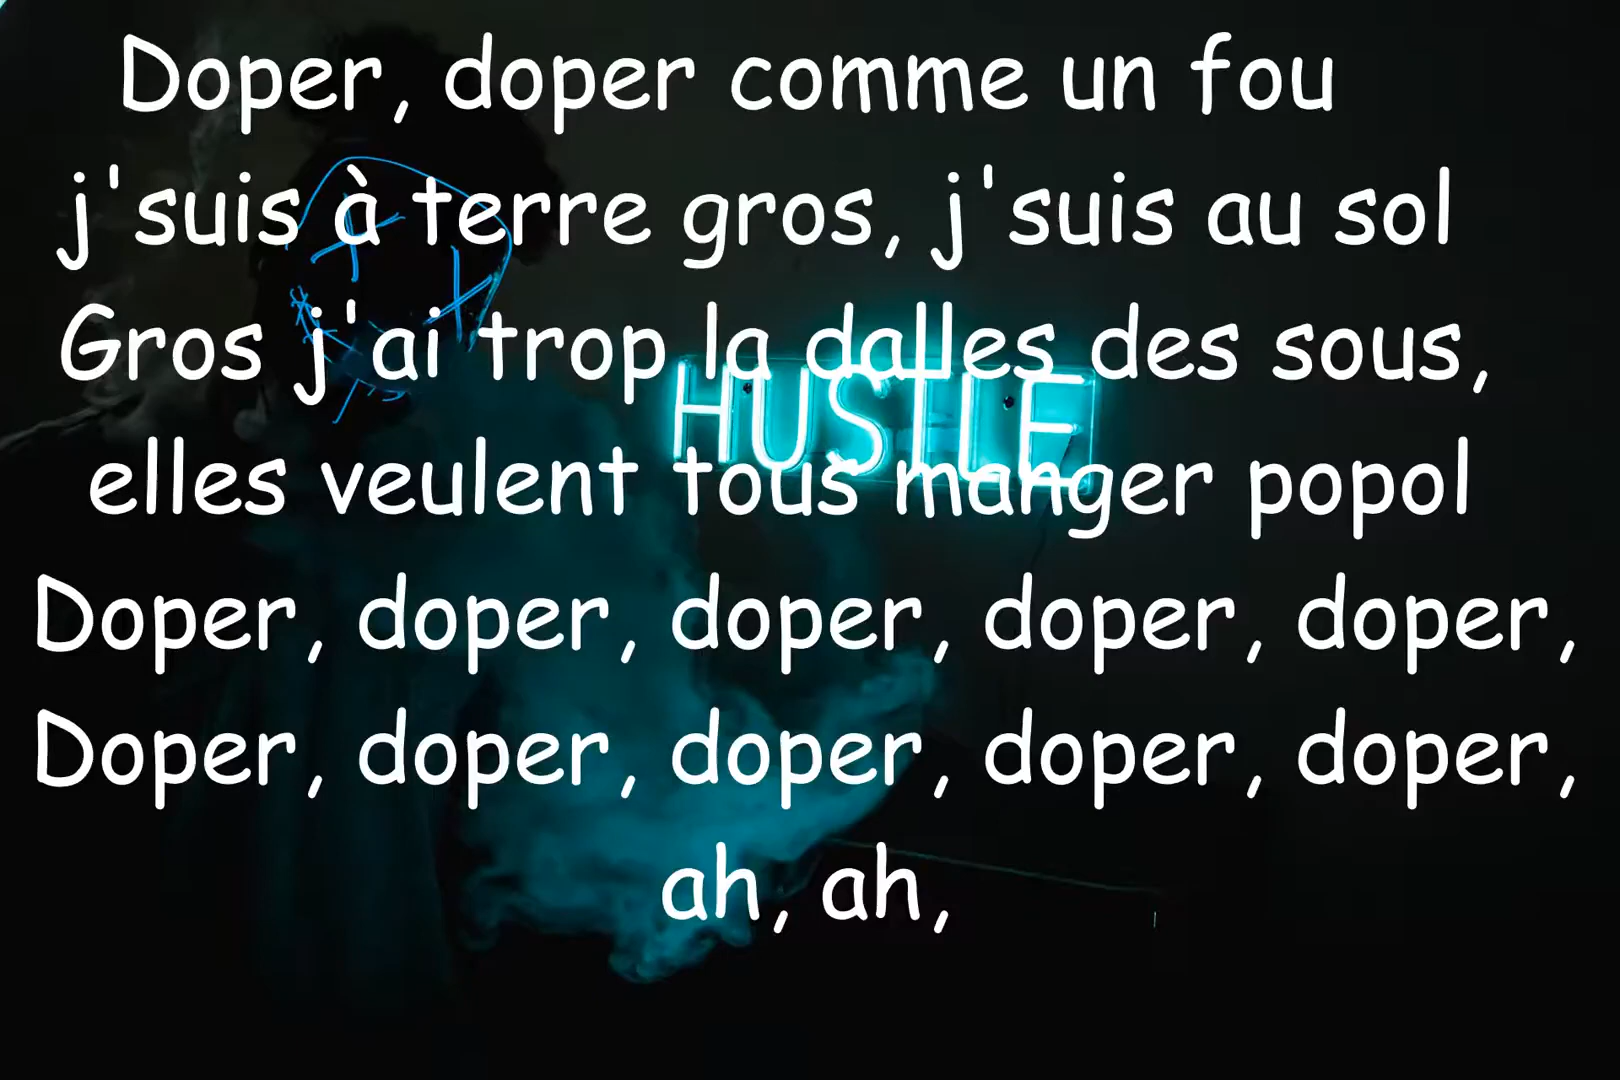 Doper, doper comme un fou
j'suis à terre gros, j'suis au sol
Gros j'ai trop la dalles des sous,
HUSTLE
elles veulent tous manger popol
Doper, doper, doper, doper, doper,
Doper, doper, doper, doper, doper,
ah, ah,